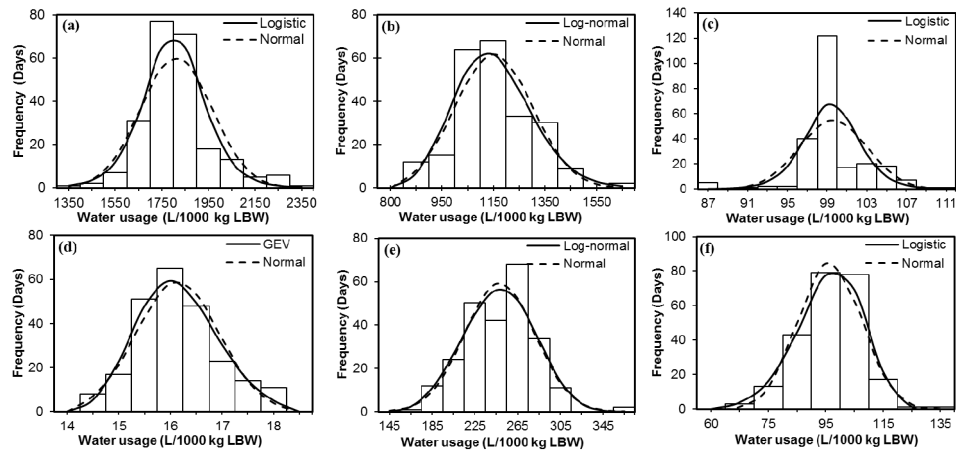 (a)
Logistic
Normal
80
60
40
20
0
Frequency (Days)
1350 1450 1550 1650 1750 1850 1950 2150 2250 2350
Water usage (L/1000 kg LBW)
(b)
Log-normal
Normal
80
60
40
20
0
Frequency (Days)
800 950 1150 1350 1550
Water usage (L/1000 kg LBW)
(c)
Logistic
Normal
140
120
100
80
60
40
20
0
Frequency (Days)
87 91 95 99 103 107 111
Water usage (L/1000 kg LBW)
(d)
GEV
Normal
80
60
40
20
0
Frequency (Days)
14 15 16 17 18
Water usage (L/1000 kg LBW)
(e)
Log-normal
Normal
80
60
40
20
0
Frequency (Days)
145 185 225 265 305 345
Water usage (L/1000 kg LBW)
(f)
Logistic
Normal
100
80
60
40
20
0
Frequency (Days)
60 75 95 115 135
Water usage (L/1000 kg LBW)